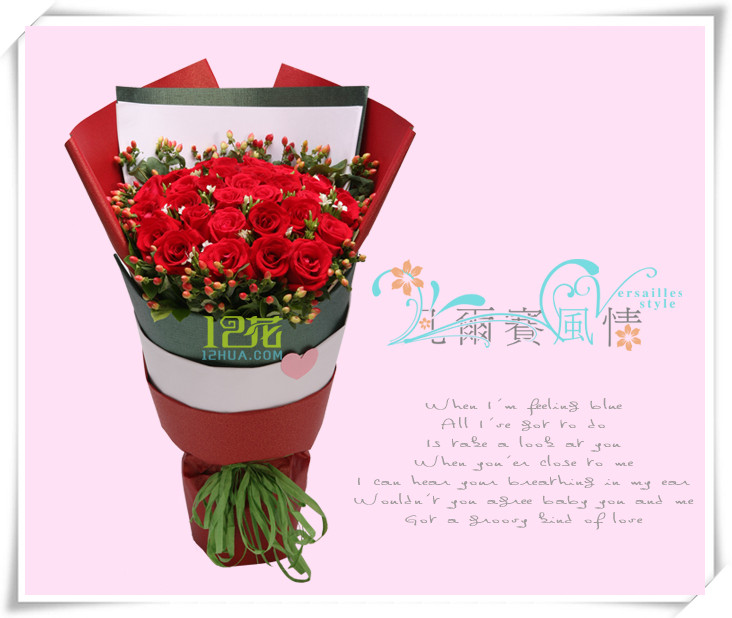 12花
12HUA.COM
凡爾賽風情
Versailles
style
When I'm feeling blue
All I've got to do
Is take a look at you
When you'er close to me
I can hear your breathing in my ear
Wouldn't you agree baby you and me
Got a groovy kind of love